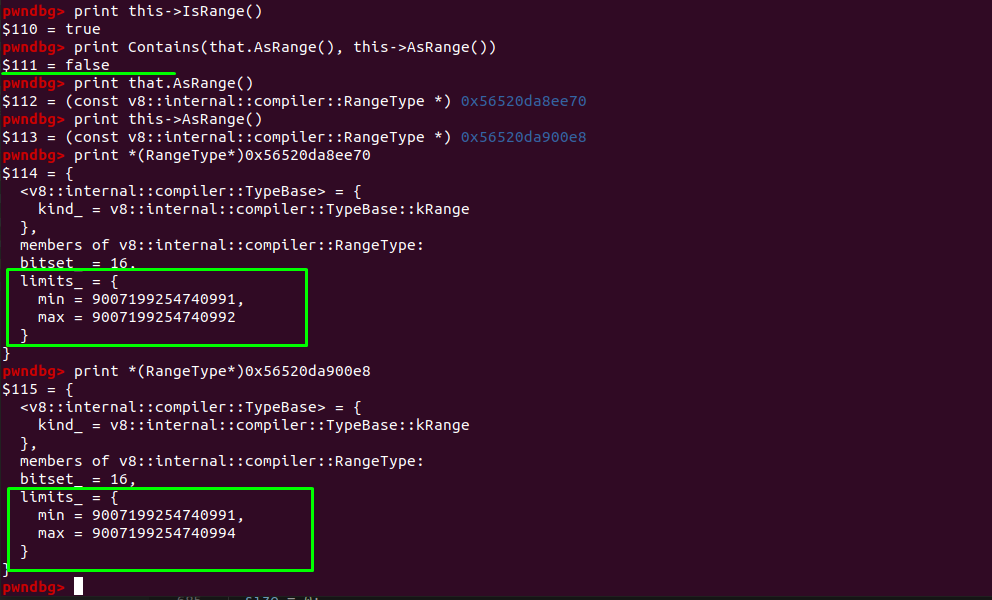 pwndbg> print this->IsRange()
$110 = true
pwndbg> print Contains(that.AsRange(), this->AsRange())
$111 = false
pwndbg> print that.AsRange()
$112 = (const v8::internal::compiler::RangeType *) 0x56520da8ee70
pwndbg> print this->AsRange()
$113 = (const v8::internal::compiler::RangeType *) 0x56520da900e8
pwndbg> print *(RangeType*)0x56520da8ee70
$114 = {
  <v8::internal::compiler::TypeBase> = {
    kind_ = v8::internal::compiler::TypeBase::kRange
  },
  members of v8::internal::compiler::RangeType:
  bitset_ = 16,
  limits_ = {
    min = 9007199254740991,
    max = 9007199254740992
  }
}
pwndbg> print *(RangeType*)0x56520da900e8
$115 = {
  <v8::internal::compiler::TypeBase> = {
    kind_ = v8::internal::compiler::TypeBase::kRange
  },
  members of v8::internal::compiler::RangeType:
  bitset_ = 16,
  limits_ = {
    min = 9007199254740991,
    max = 9007199254740994
  }
}
pwndbg>